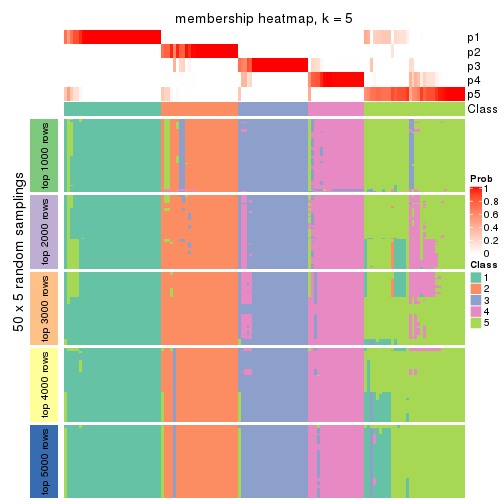 membership heatmap, k = 5
p1
p2
p3
p4
p5
Class
50 x 5 random samplings
top 1000 rows
top 2000 rows
top 3000 rows
top 4000 rows
top 5000 rows
Prob
1
0.8
0.6
0.4
0.2
0
Class
1
2
3
4
5